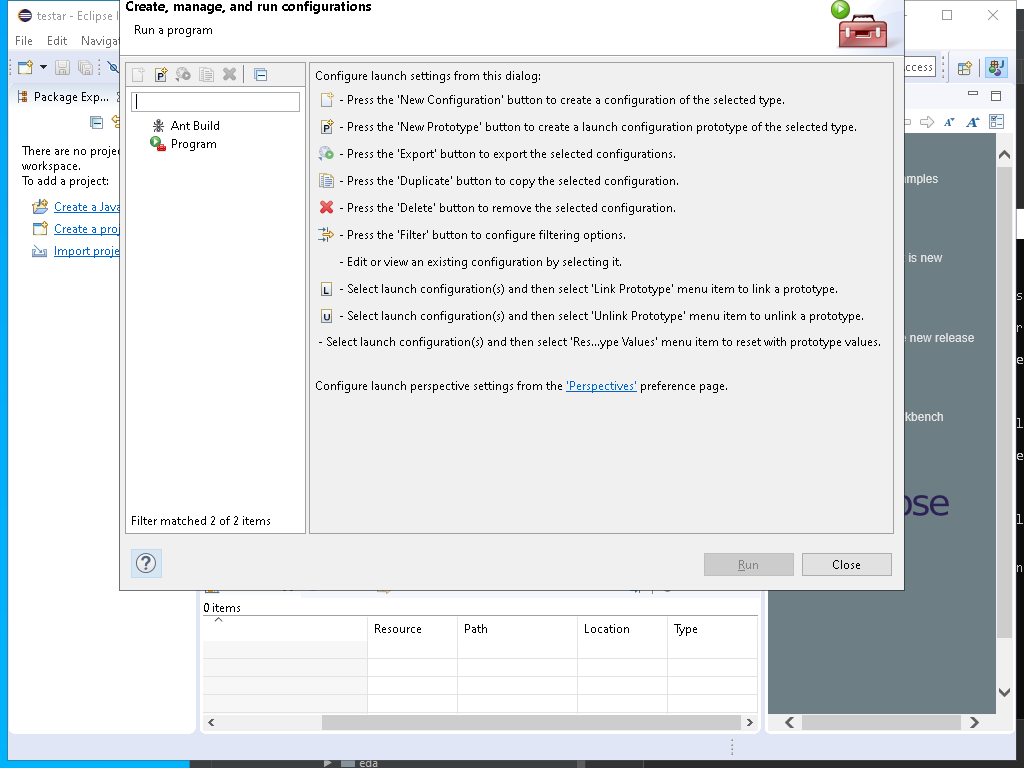 Create, manage, and run configurations
testar - Eclipse I
Run a program
File Edit Navigat
ccess
Package Exp...
Configure launch settings from this dialog:
- Press the 'New Configuration' button to create a configuration of the selected type.
Ant Build
- Press the 'New Prototype' button to create a launch configuration prototype of the selected type.
Program
There are no projec
workspace.
To add a project:
- Press the 'Export' button to export the selected configurations.
- Press the 'Duplicate' button to copy the selected configuration.
mples
Create a Java
- Press the 'Delete' button to remove the selected configuration.
Create a proj
- Press the 'Filter' button to configure filtering options.
Import proje
- Edit or view an existing configuration by selecting it.
t is new
L - Select launch configuration(s) and then select 'Link Prototype' menu item to link a prototype.
U - Select launch configuration(s) and then select 'Unlink Prototype' menu item to unlink a prototype.
- Select launch configuration(s) and then select 'Res...ype Values' menu item to reset with prototype values.
new release
Configure launch perspective settings from the 'Perspectives' preference page.
kbench
ose
Filter matched 2 of 2 items
Run Close
0 items
Resource Path Location Type
eda